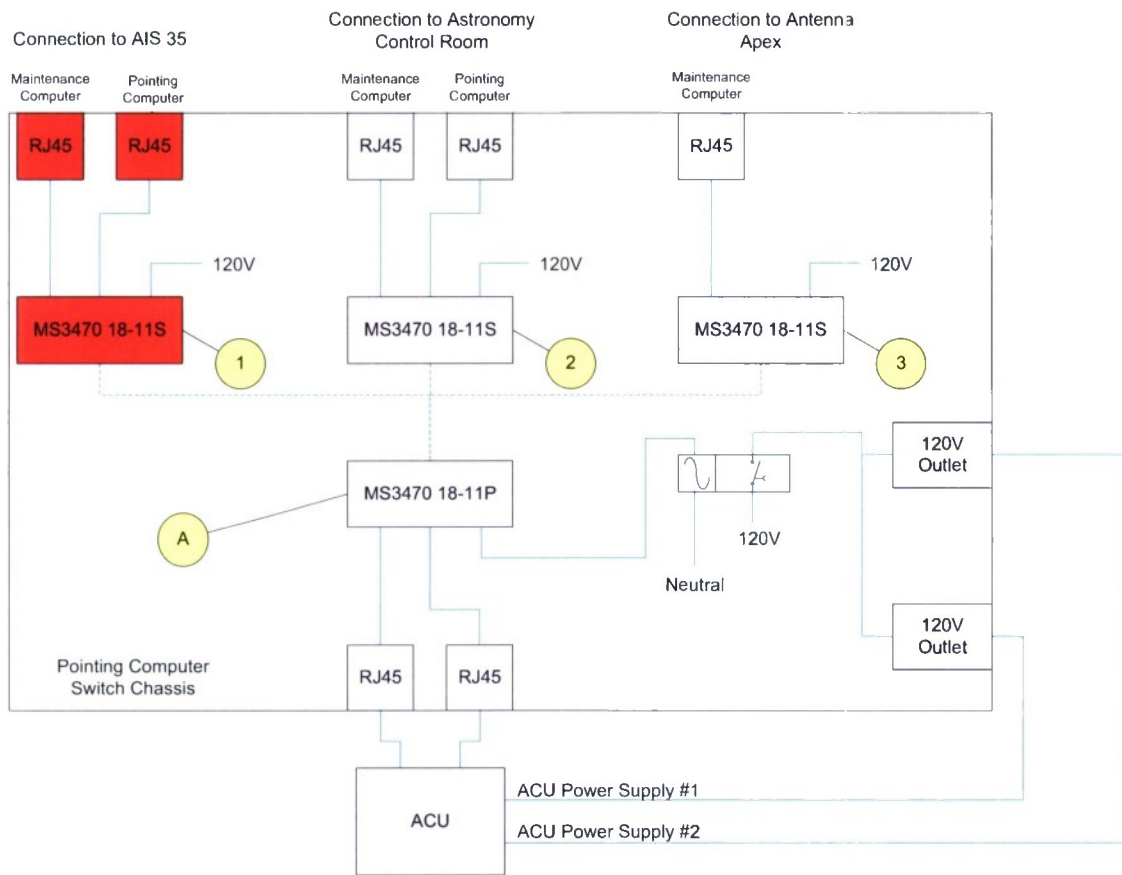 Connection to AIS 35
Connection to Astronomy
Control Room
Connection to Antenna
Apex
Maintenance
Computer
Pointing
Computer
Maintenance
Computer
Pointing
Computer
Maintenance
Computer
RJ45
RJ45
RJ45
RJ45
RJ45
120V
120V
120V
MS3470 18-11S
MS3470 18-11S
MS3470 18-11S
1
2
3
120V
Outlet
MS3470 18-11P
A
120V
Neutral
120V
Outlet
Pointing Computer
Switch Chassis
RJ45
RJ45
ACU
ACU Power Supply #1
ACU Power Supply #2